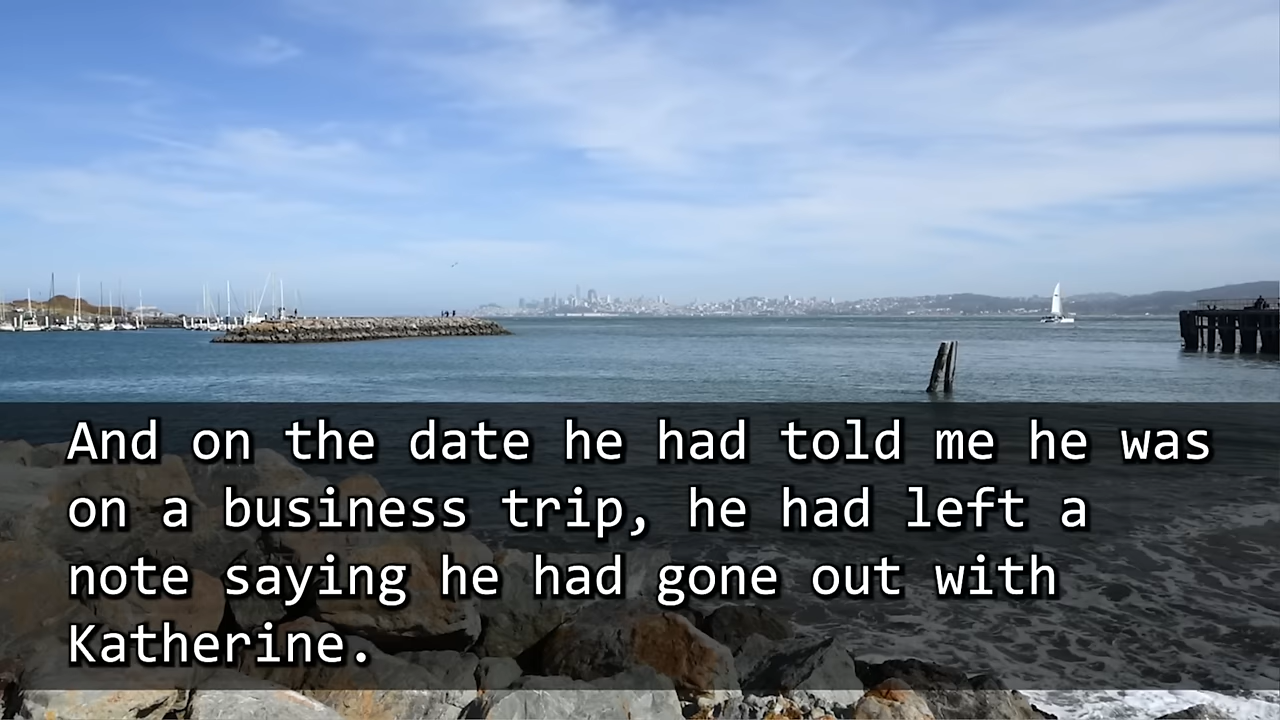 And on the date he had told me he was
on a business trip, he had left a
note saying he had gone out with
Katherine.